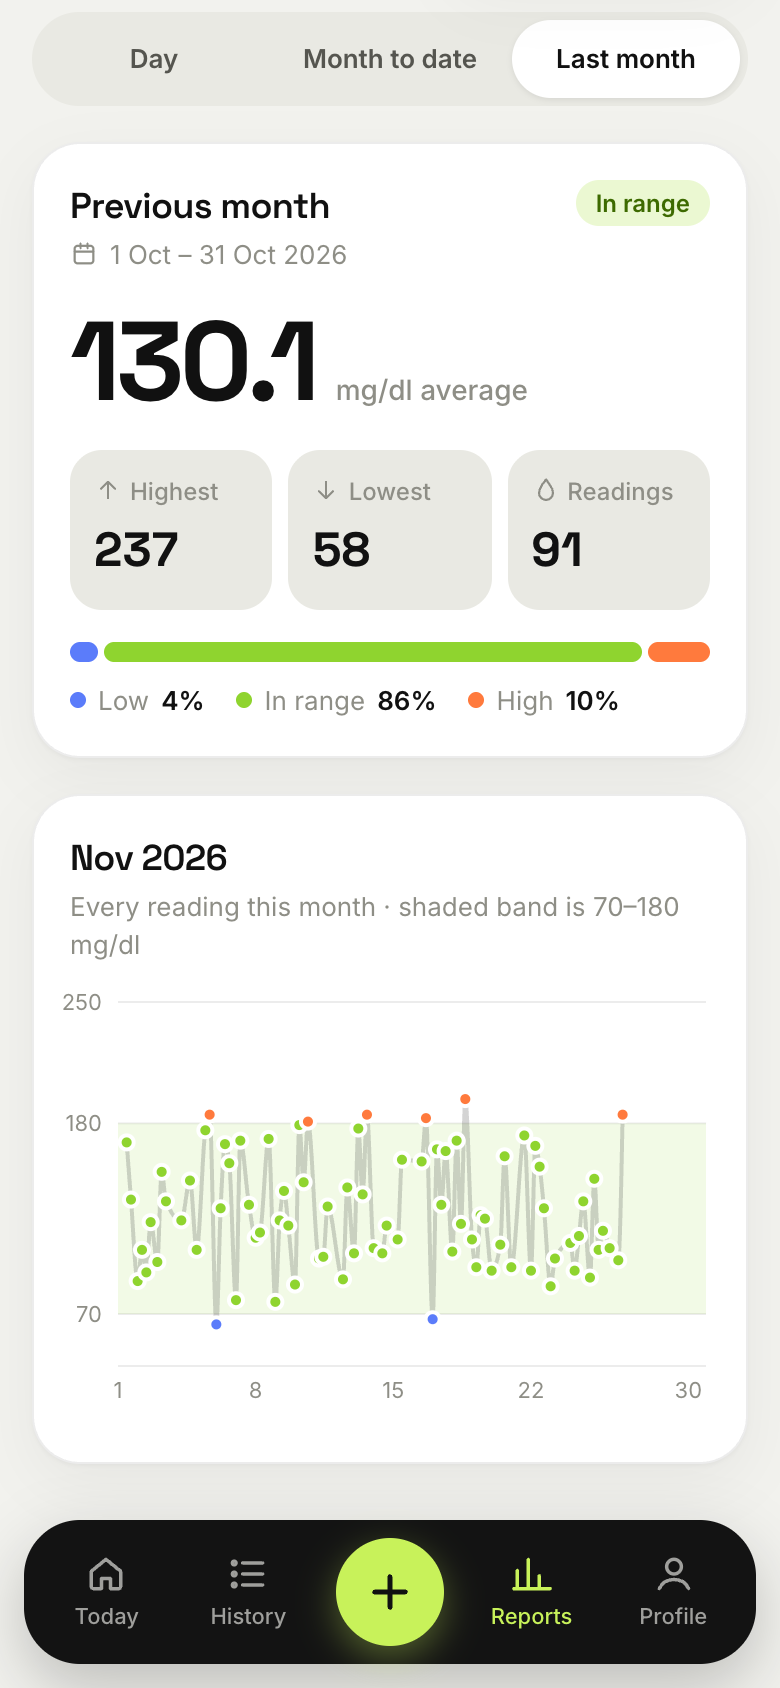 Day
Month to date
Last month
Previous month
In range
1 Oct – 31 Oct 2026
130.1 mg/dl average
Highest
Lowest
Readings
237
58
91
Low 4%
In range 86%
High 10%
Nov 2026
Every reading this month · shaded band is 70–180
mg/dl
250
180
70
1
8
15
22
30
Today
History
Reports
Profile